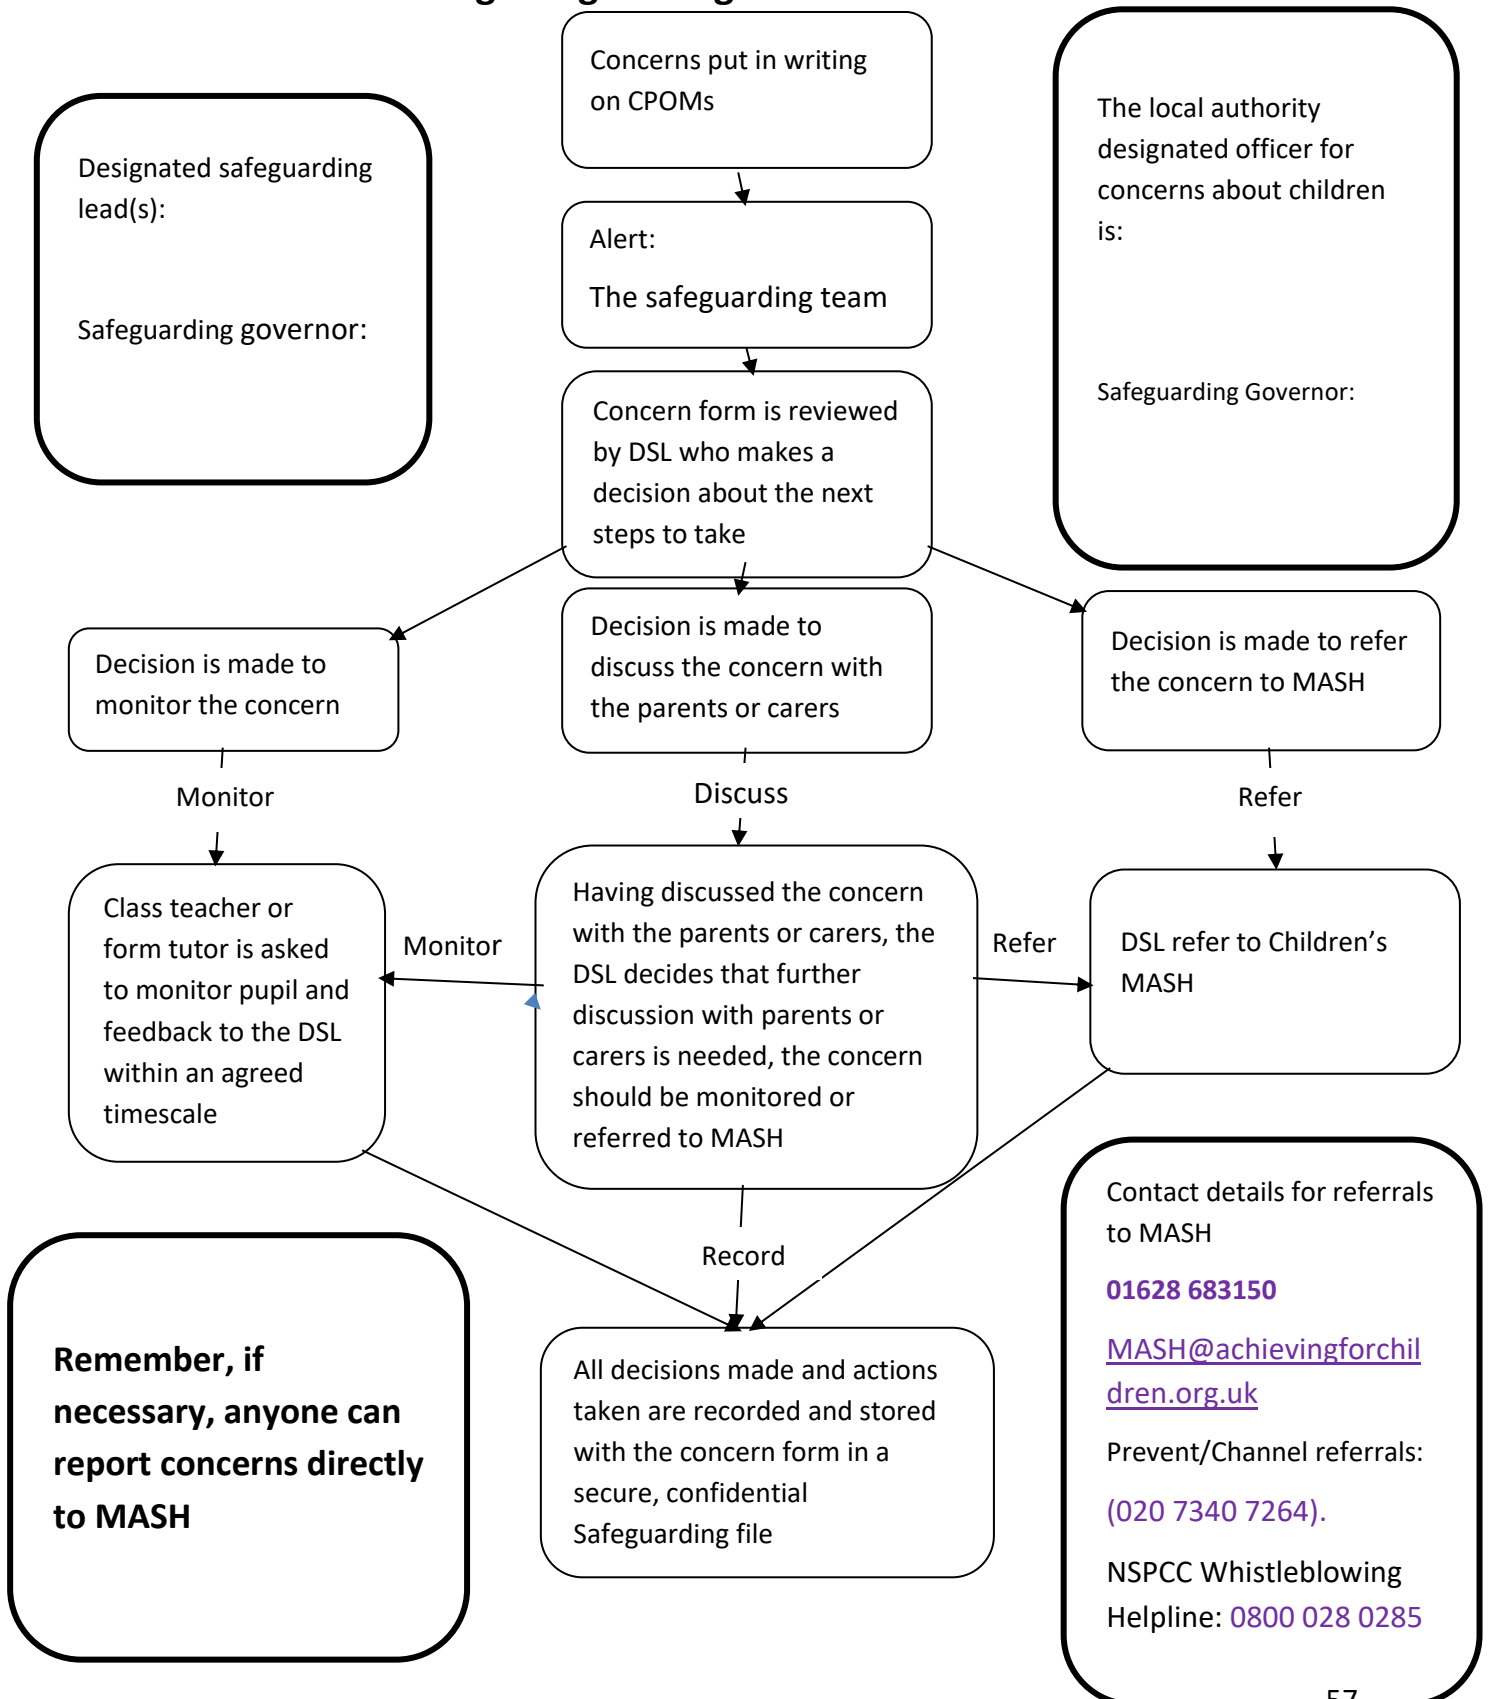 Concerns put in writing
on CPOMs
Designated safeguarding
lead(s):
Safeguarding governor:
The local authority
designated officer for
concerns about children
is:
Safeguarding Governor:
Alert:
The safeguarding team
Concern form is reviewed
by DSL who makes a
decision about the next
steps to take
Decision is made to
monitor the concern
Decision is made to
discuss the concern with
the parents or carers
Decision is made to refer
the concern to MASH
Monitor
Discuss
Refer
Class teacher or
form tutor is asked
to monitor pupil and
feedback to the DSL
within an agreed
timescale
Monitor
Having discussed the concern
with the parents or carers, the
DSL decides that further
discussion with parents or
carers is needed, the concern
should be monitored or
referred to MASH
Refer
DSL refer to Children’s
MASH
Record
Remember, if
necessary, anyone can
report concerns directly
to MASH
All decisions made and actions
taken are recorded and stored
with the concern form in a
secure, confidential
Safeguarding file
Contact details for referrals
to MASH
01628 683150
MASH@achievingforchil
dren.org.uk
Prevent/Channel referrals:
(020 7340 7264).
NSPCC Whistleblowing
Helpline: 0800 028 0285
57